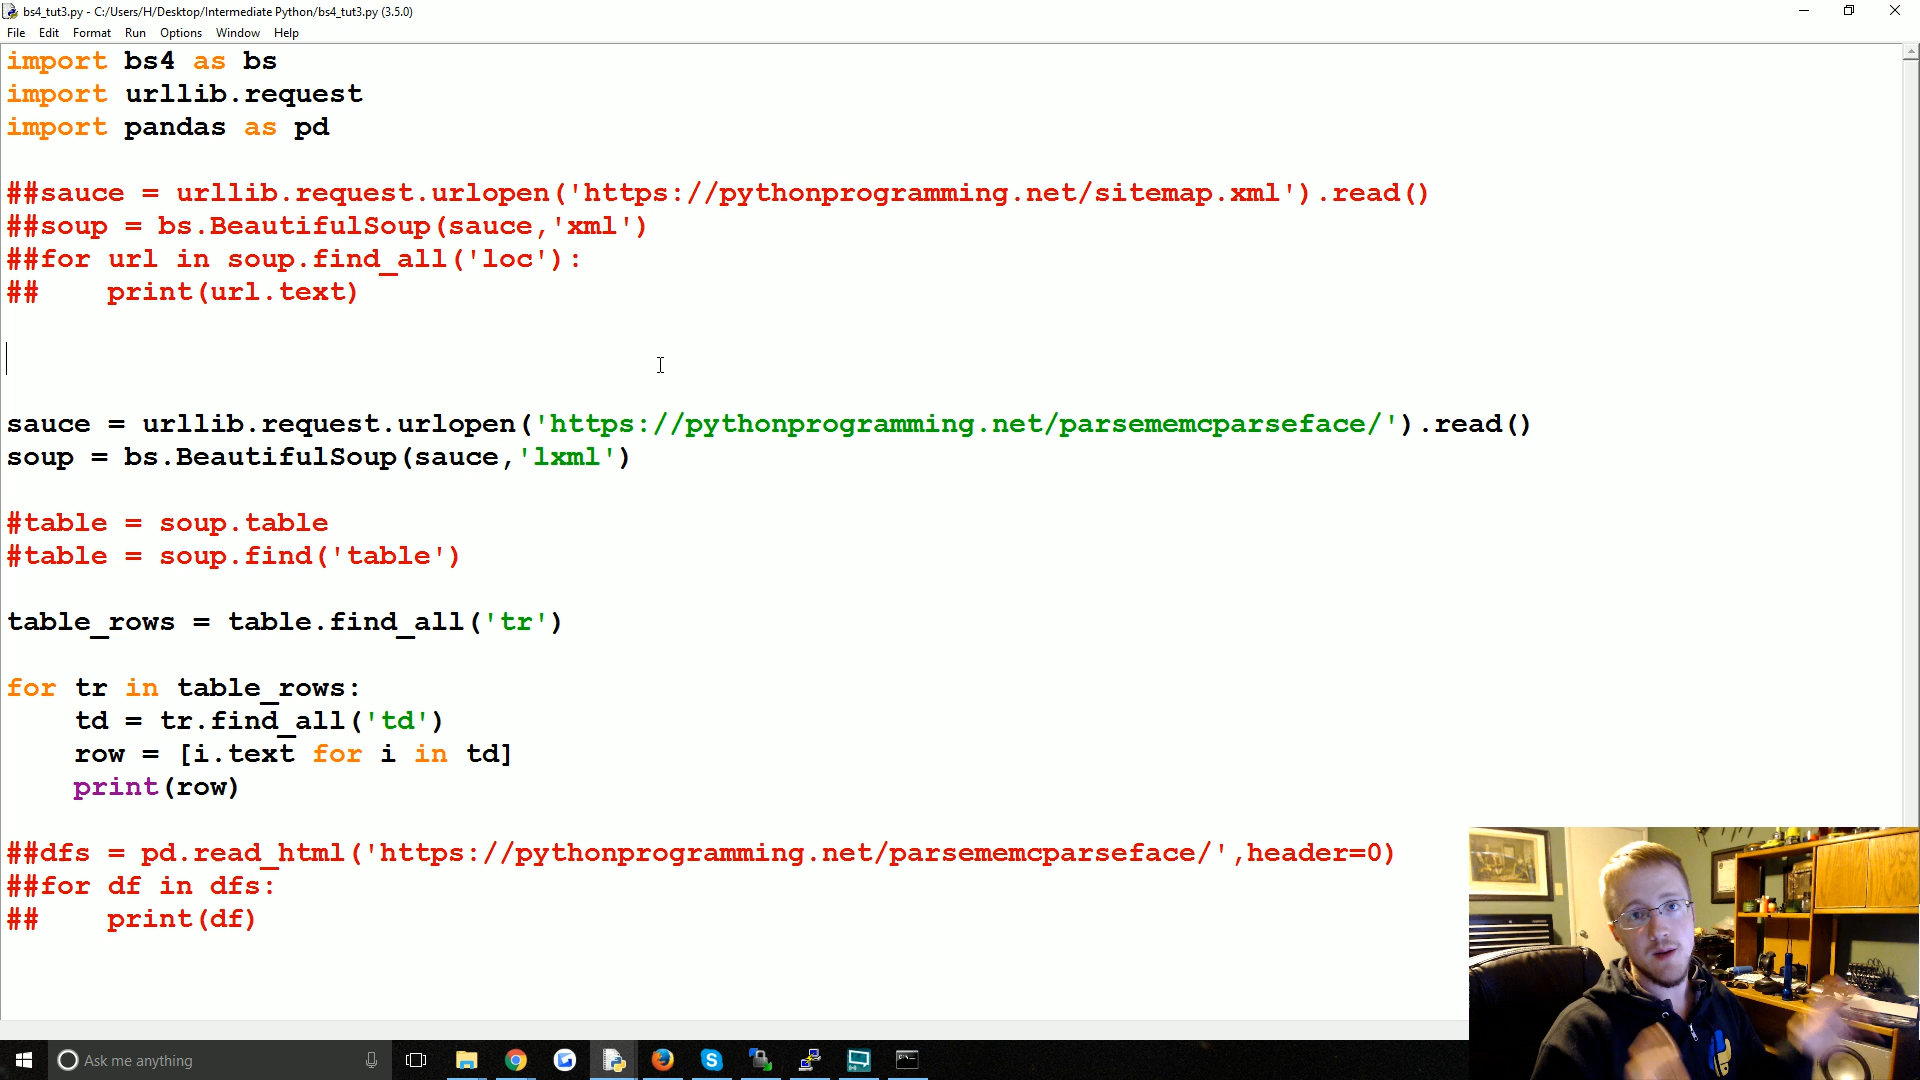 bs4_tut3.py - C:/Users/H/Desktop/Intermediate Python/bs4_tut3.py (3.5.0)
File Edit Format Run Options Window Help
import bs4 as bs
import urllib.request
import pandas as pd
##sauce = urllib.request.urlopen('https://pythonprogramming.net/sitemap.xml').read()
##soup = bs.BeautifulSoup(sauce,'xml')
##for url in soup.find_all('loc'):
##    print(url.text)
sauce = urllib.request.urlopen('https://pythonprogramming.net/parsememcparseface/').read()
soup = bs.BeautifulSoup(sauce,'lxml')
#table = soup.table
#table = soup.find('table')
table_rows = table.find_all('tr')
for tr in table_rows:
    td = tr.find_all('td')
    row = [i.text for i in td]
    print(row)
##dfs = pd.read_html('https://pythonprogramming.net/parsememcparseface/',header=0)
##for df in dfs:
##    print(df)
Ask me anything